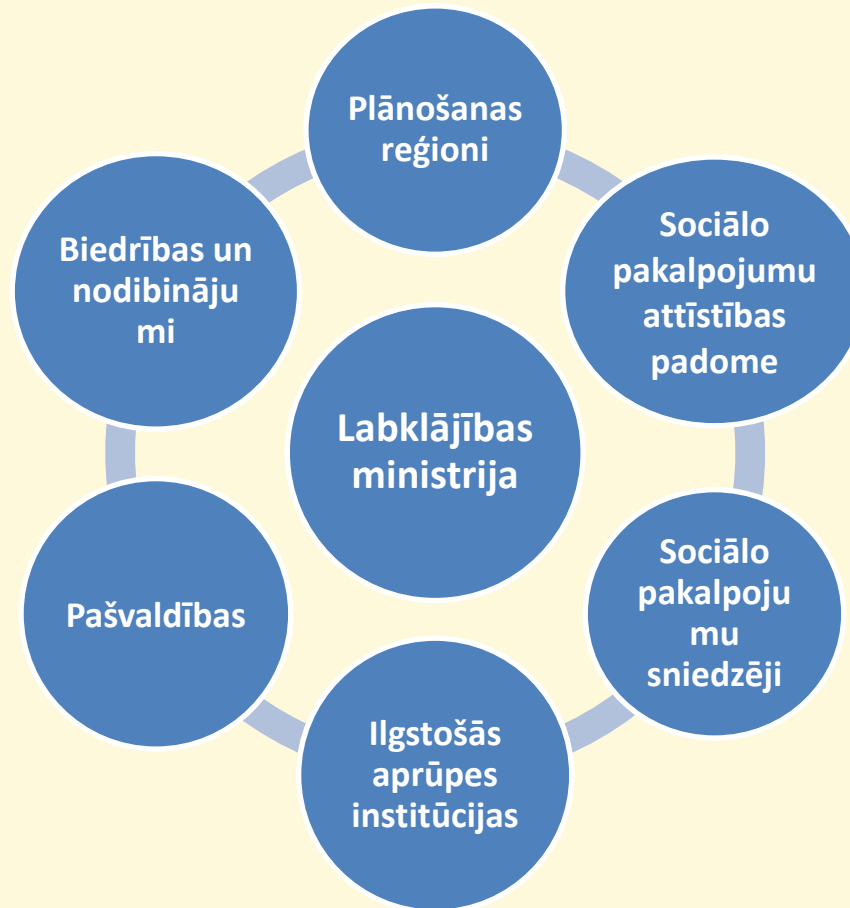 Plānošanas
reģioni
Sociālo
pakalpojumu
attīstības
padome
Sociālo
pakalpoju
mu
sniedzēji
Ilgstošās
aprūpes
institūcijas
Pašvaldības
Biedrības un
nodibināju
mi
Labklājības
ministrija